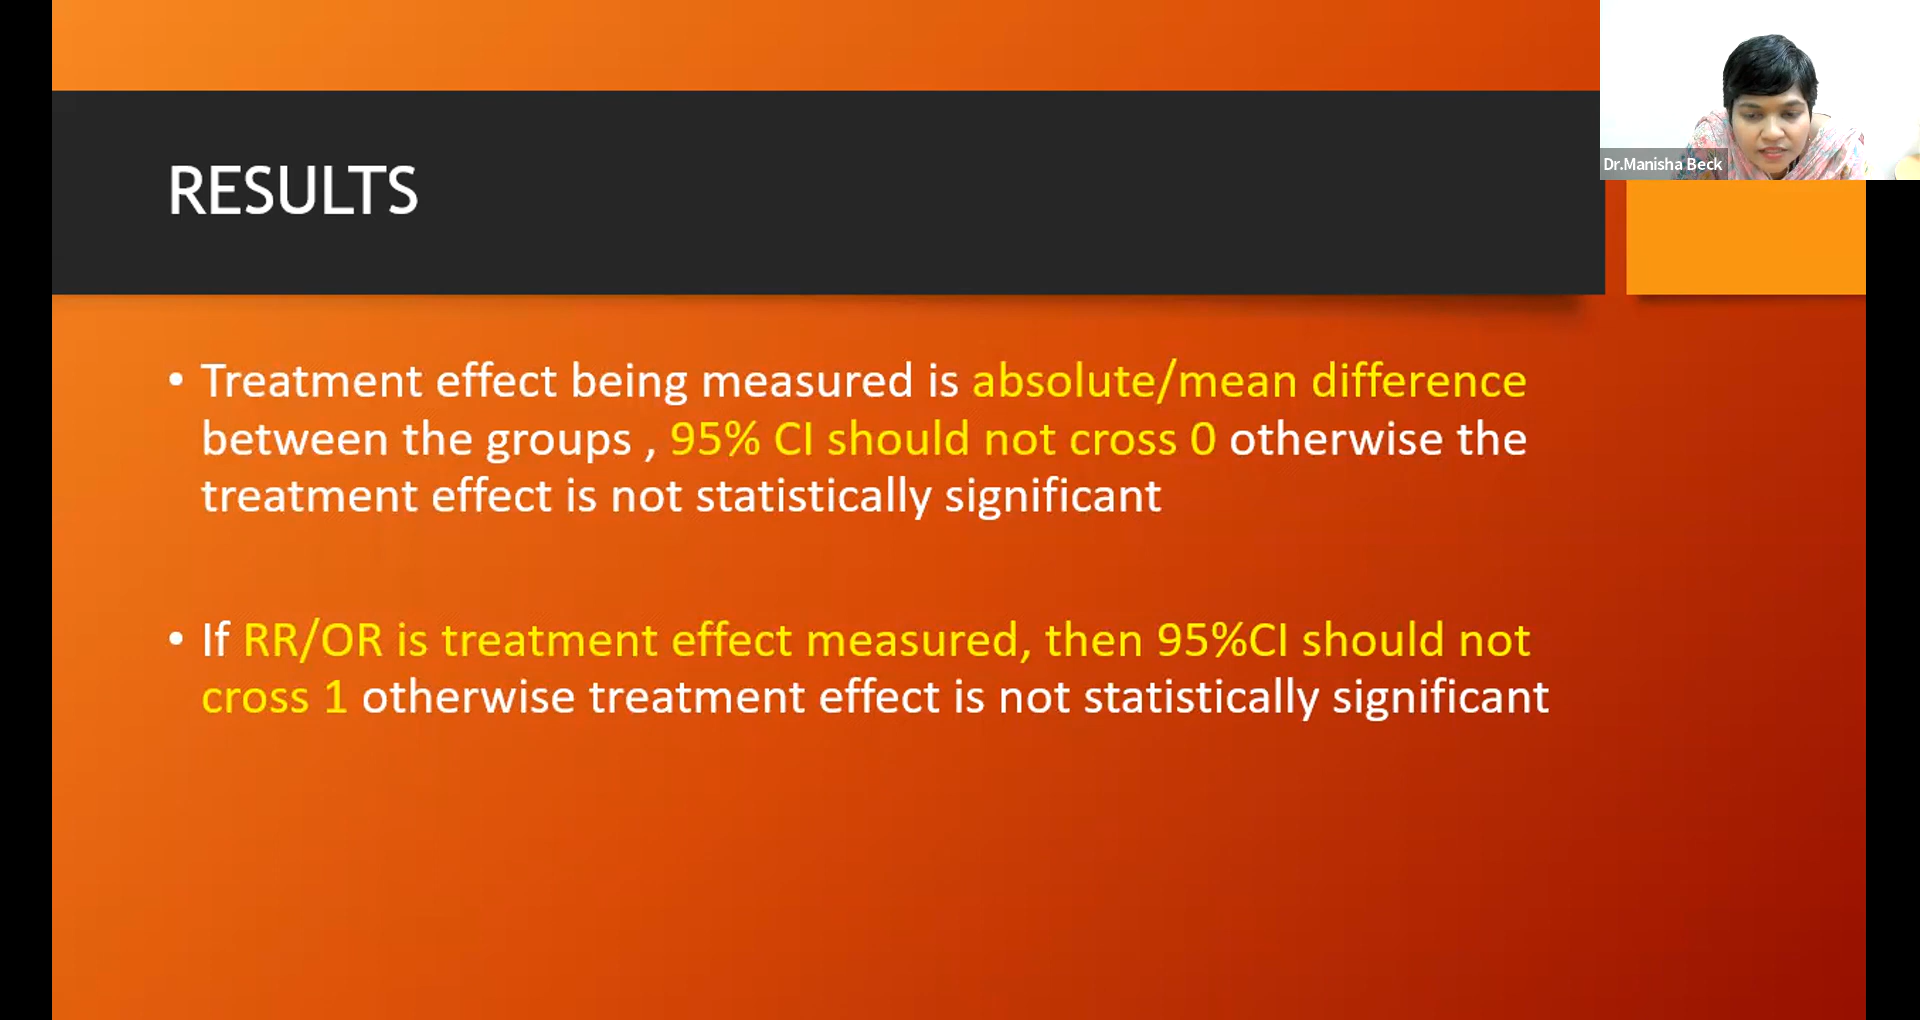 RESULTS
Dr.Manisha Beck
• Treatment effect being measured is absolute/mean difference
between the groups , 95% CI should not cross 0 otherwise the
treatment effect is not statistically significant
• If RR/OR is treatment effect measured, then 95%CI should not
cross 1 otherwise treatment effect is not statistically significant